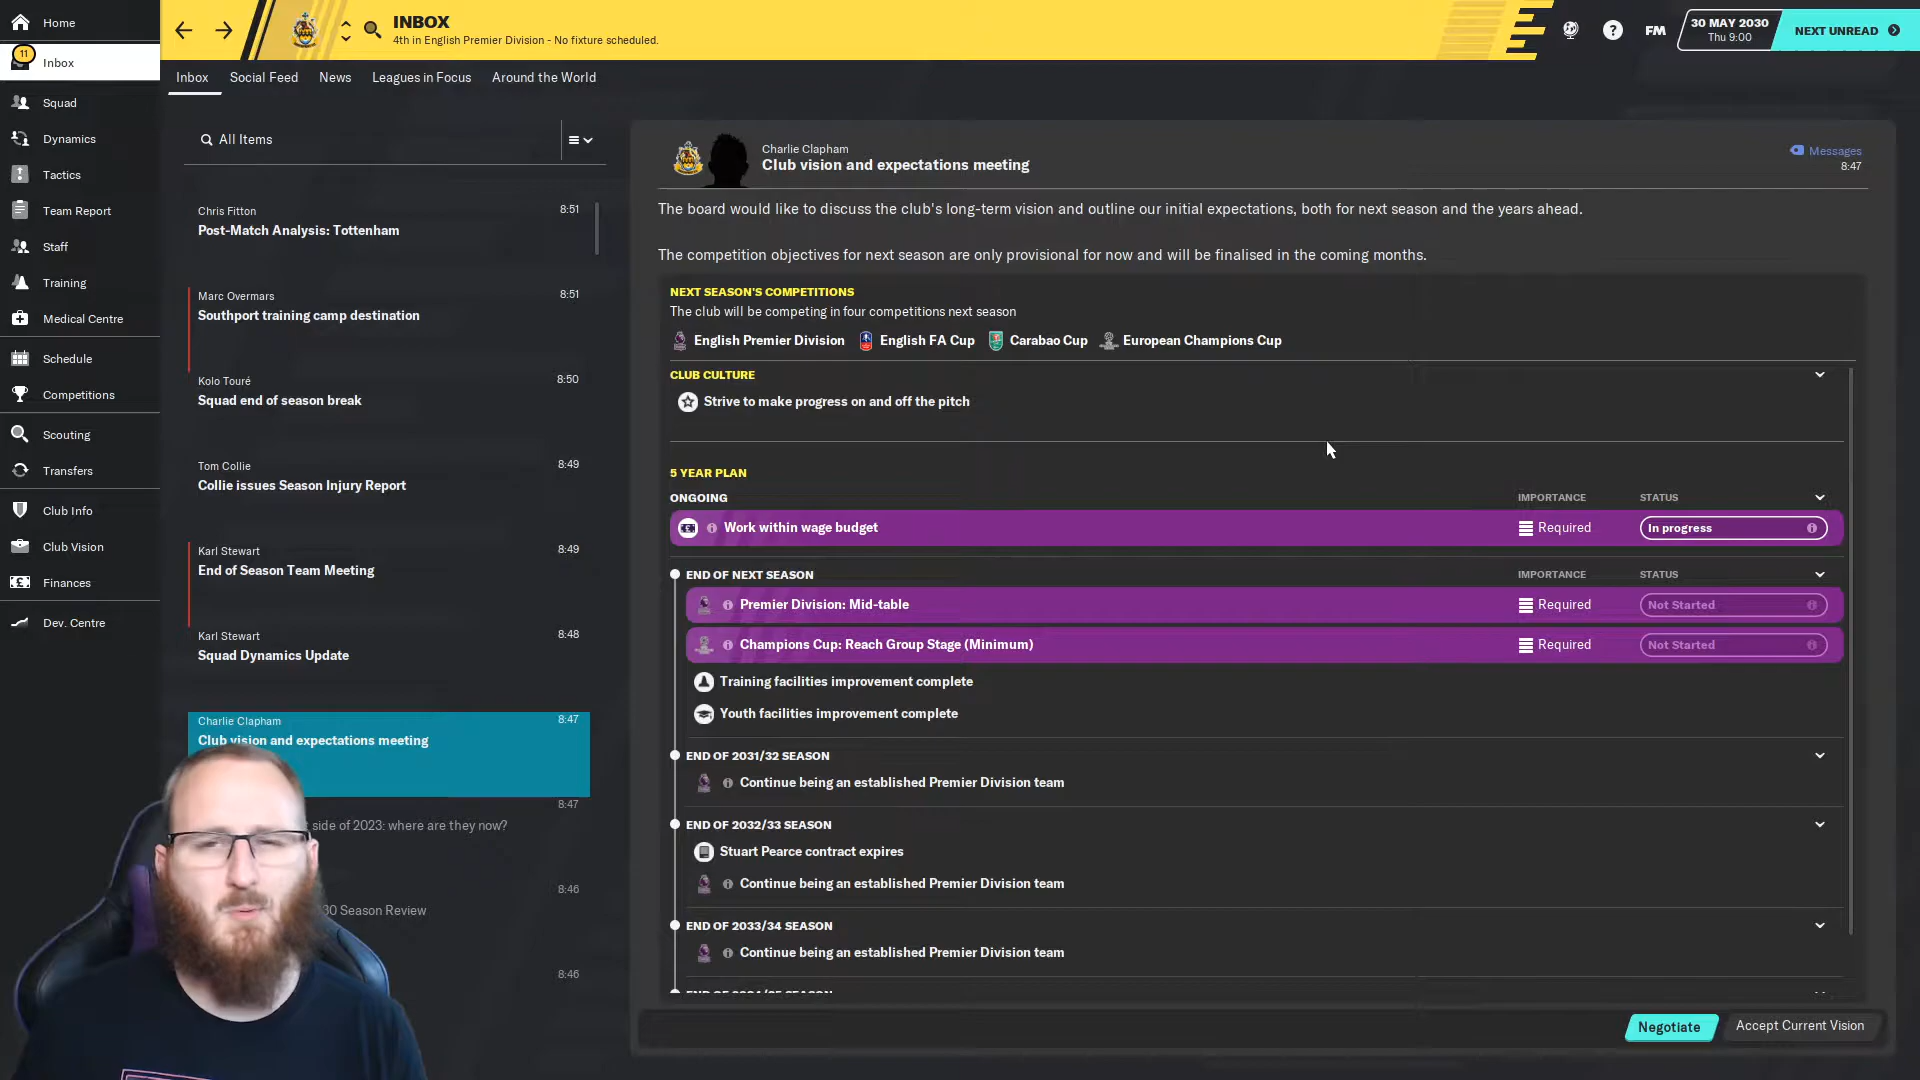 Home
11
Inbox
Squad
Dynamics
Tactics
Team Report
Staff
Training
Medical Centre
Schedule
Competitions
Scouting
Transfers
Club Info
Club Vision
Finances
Dev. Centre
INBOX
4th in English Premier Division - No fixture scheduled.
FM
30 MAY 2030
Thu 9:00
NEXT UNREAD
Inbox
Social Feed
News
Leagues in Focus
Around the World
All Items
Chris Fitton
8:51
Post-Match Analysis: Tottenham
Marc Overmars
8:51
Southport training camp destination
Kolo Touré
8:50
Squad end of season break
Tom Collie
8:49
Collie issues Season Injury Report
Karl Stewart
8:49
End of Season Team Meeting
Karl Stewart
8:48
Squad Dynamics Update
Charlie Clapham
8:47
Club vision and expectations meeting
8:47
side of 2023: where are they now?
8:46
30 Season Review
8:46
Charlie Clapham
Club vision and expectations meeting
Messages
8:47
The board would like to discuss the club's long-term vision and outline our initial expectations, both for next season and the years ahead.
The competition objectives for next season are only provisional for now and will be finalised in the coming months.
NEXT SEASON'S COMPETITIONS
The club will be competing in four competitions next season
English Premier Division
English FA Cup
Carabao Cup
European Champions Cup
CLUB CULTURE
Strive to make progress on and off the pitch
5 YEAR PLAN
ONGOING
IMPORTANCE
STATUS
Work within wage budget
Required
In progress
END OF NEXT SEASON
IMPORTANCE
STATUS
Premier Division: Mid-table
Required
Not Started
Champions Cup: Reach Group Stage (Minimum)
Required
Not Started
Training facilities improvement complete
Youth facilities improvement complete
END OF 2031/32 SEASON
Continue being an established Premier Division team
END OF 2032/33 SEASON
Stuart Pearce contract expires
Continue being an established Premier Division team
END OF 2033/34 SEASON
Continue being an established Premier Division team
Negotiate
Accept Current Vision